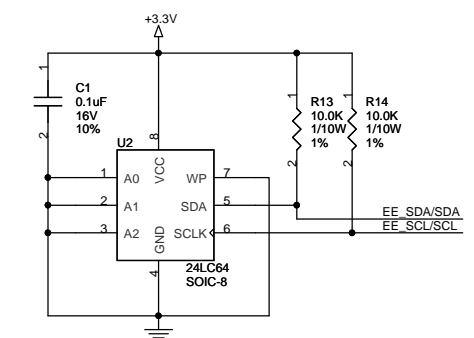 +3.3V
1
C1
0.1uF
16V
10%
2
1
R13
10.0K
1/10W
1%
2
1
R14
10.0K
1/10W
1%
2
U2
8
VCC
1 A0
WP 7
2 A1
SDA 5
3 A2
SCLK 6
GND
4
24LC64
SOIC-8
EE_SDA/SDA
EE_SCL/SCL